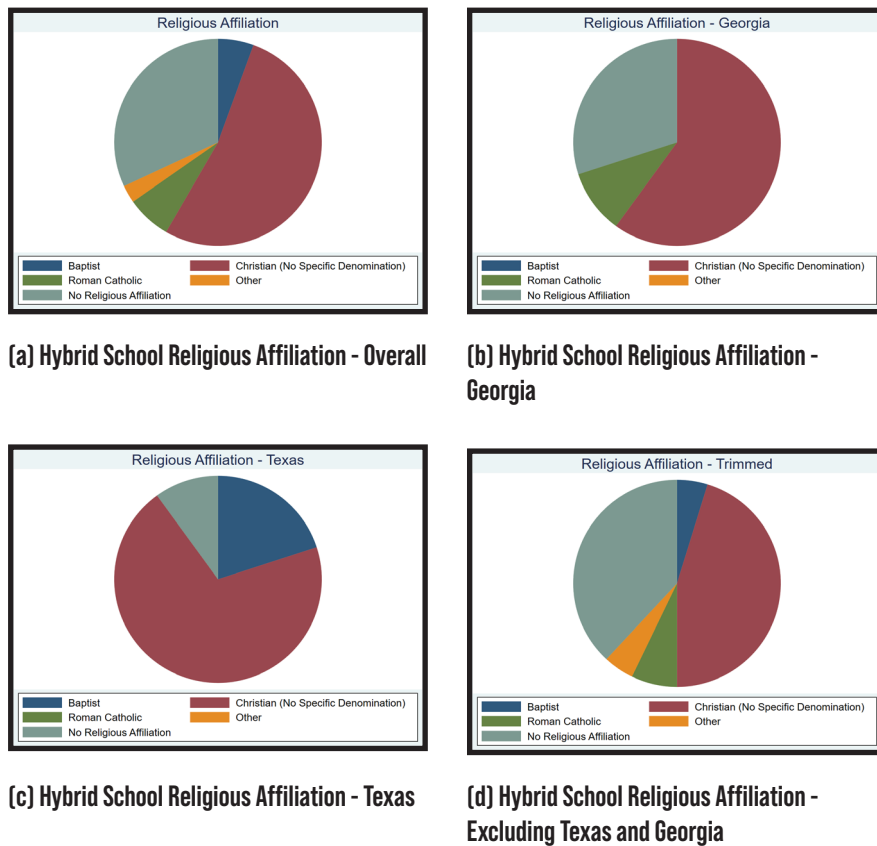 Religious Affiliation
Baptist
Christian (No Specific Denomination)
Roman Catholic
Other
No Religious Affiliation
(a) Hybrid School Religious Affiliation - Overall
Religious Affiliation - Georgia
Baptist
Christian (No Specific Denomination)
Roman Catholic
Other
No Religious Affiliation
(b) Hybrid School Religious Affiliation -
Georgia
Religious Affiliation - Texas
Baptist
Christian (No Specific Denomination)
Roman Catholic
Other
No Religious Affiliation
(c) Hybrid School Religious Affiliation - Texas
Religious Affiliation - Trimmed
Baptist
Christian (No Specific Denomination)
Roman Catholic
Other
No Religious Affiliation
(d) Hybrid School Religious Affiliation -
Excluding Texas and Georgia